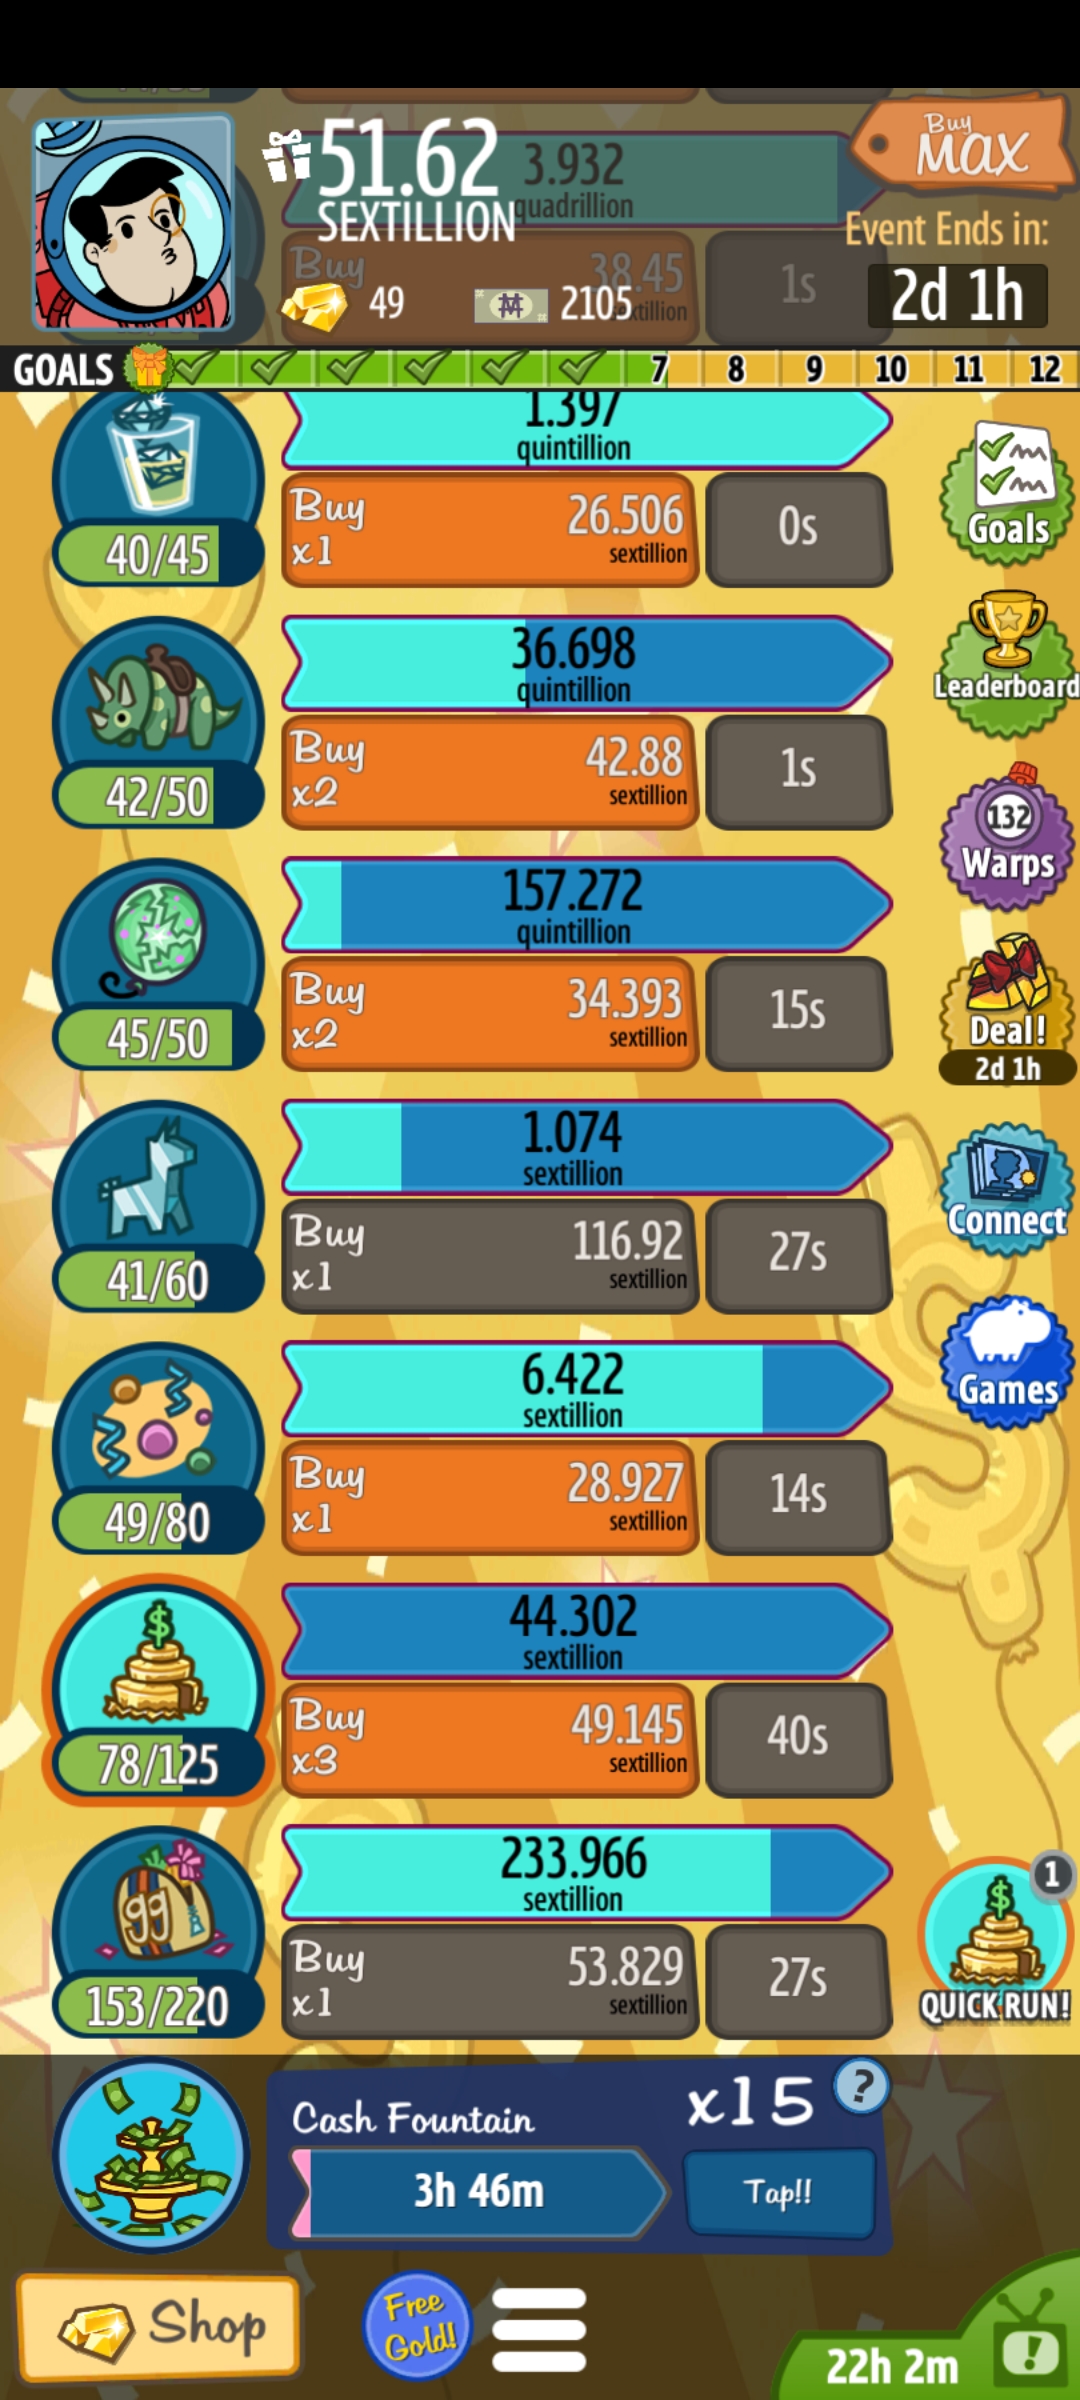 51.62
SEXTILLION
3.932
quadrillion
Buy
MAX
Event Ends in:
2d 1h
Buy
38.45
1s
49
2105
GOALS
7 8 9 10 11 12
1.397
quintillion
Buy
x1
26.506
sextillion
0s
40/45
Goals
36.698
quintillion
Buy
x2
42.88
sextillion
1s
42/50
Leaderboard
157.272
quintillion
Buy
x2
34.393
sextillion
15s
45/50
132
Warps
Deal!
2d 1h
1.074
sextillion
Buy
x1
116.92
sextillion
27s
41/60
Connect
6.422
sextillion
Buy
x1
28.927
sextillion
14s
49/80
Games
44.302
sextillion
$
Buy
x3
49.145
sextillion
40s
78/125
233.966
sextillion
gg
Buy
x1
53.829
sextillion
27s
153/220
1
$
QUICK RUN!
Cash Fountain
x15
?
3h 46m
Tap!!
Shop
Free
Gold!
22h 2m
!